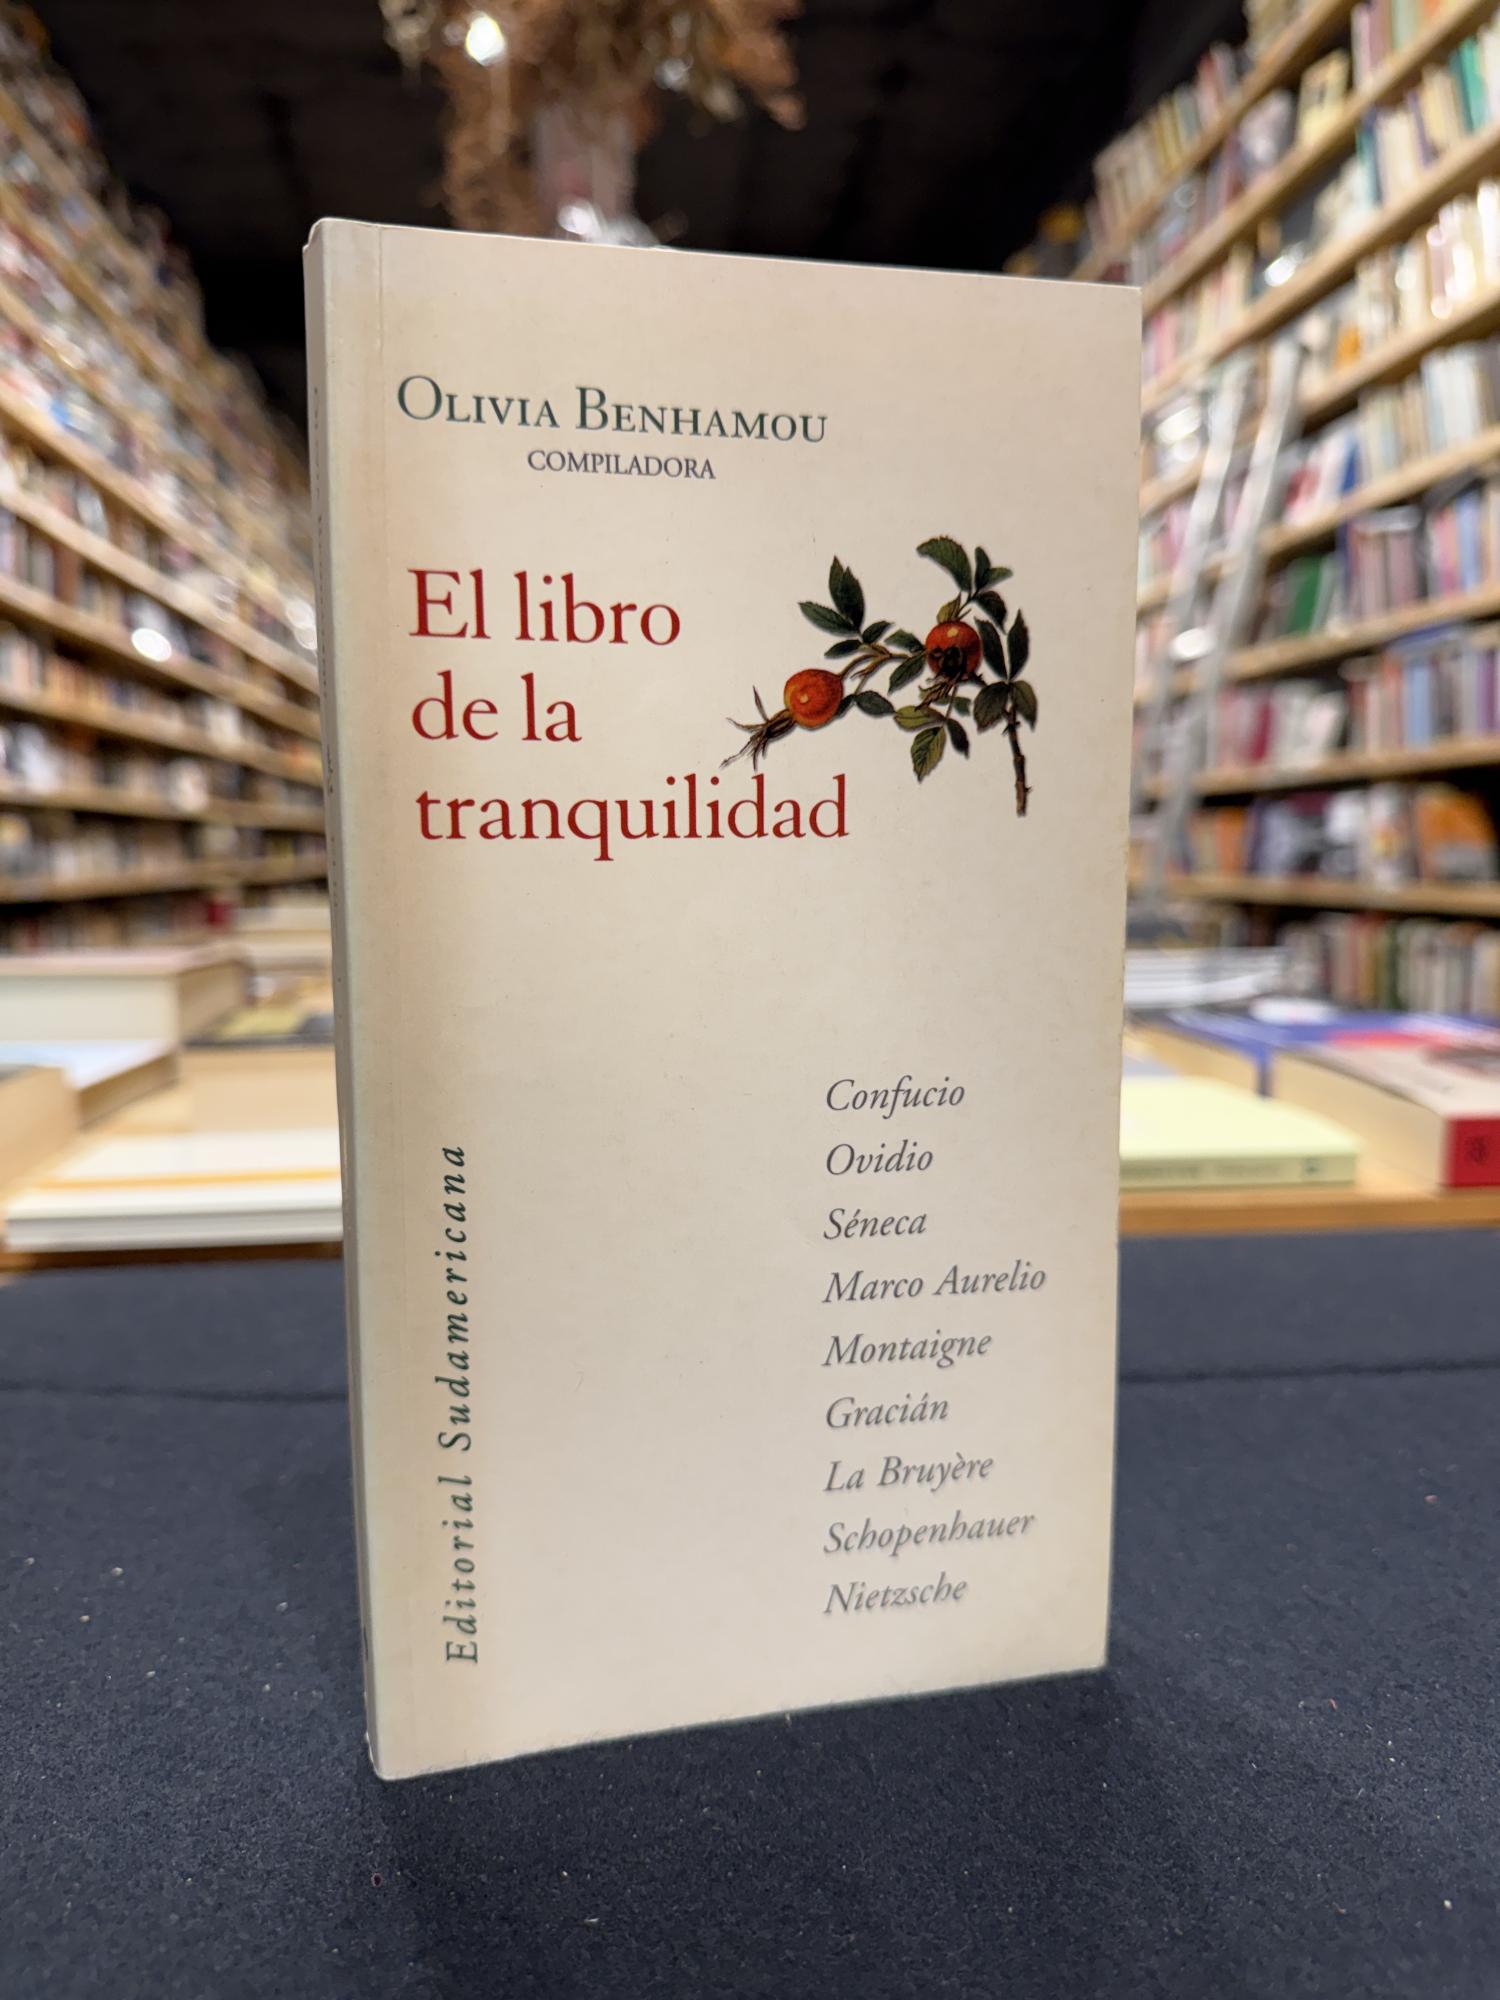 OLIVIA BENHAMOU
COMPILADORA
El libro
de la
tranquilidad
Confucio
Ovidio
Séneca
Marco Aurelio
Montaigne
Gracián
La Bruyère
Schopenhauer
Nietzsche
Editorial Sudamericana